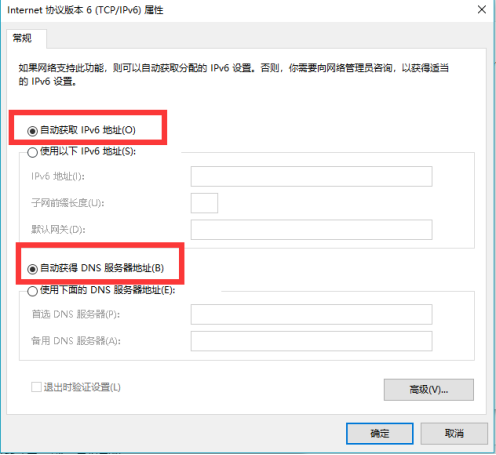 Internet 协议版本 6 (TCP/IPv6) 属性
常规
如果网络支持此功能，则可以自动获取分配的 IPv6 设置。否则，你需要向网络管理员咨询，以获得适当
的 IPv6 设置。
自动获取 IPv6 地址(O)
使用以下 IPv6 地址(S):
IPv6 地址(I):
子网前缀长度(U):
默认网关(D):
自动获得 DNS 服务器地址(B)
使用下面的 DNS 服务器地址(E):
首选 DNS 服务器(P):
备用 DNS 服务器(A):
退出时验证设置(L)
高级(V)...
确定
取消